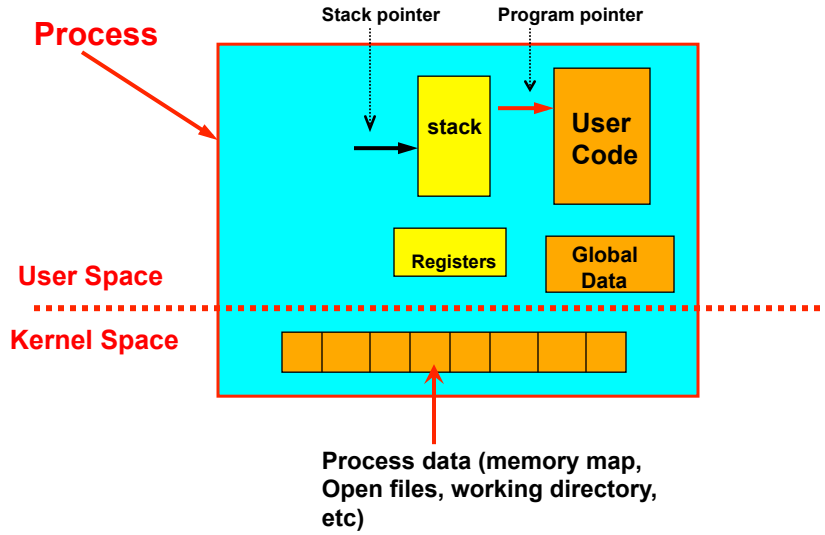 Stack pointer
Program pointer
Process
stack
User
Code
Registers
Global
Data
User Space
Kernel Space
Process data (memory map,
Open files, working directory,
etc)